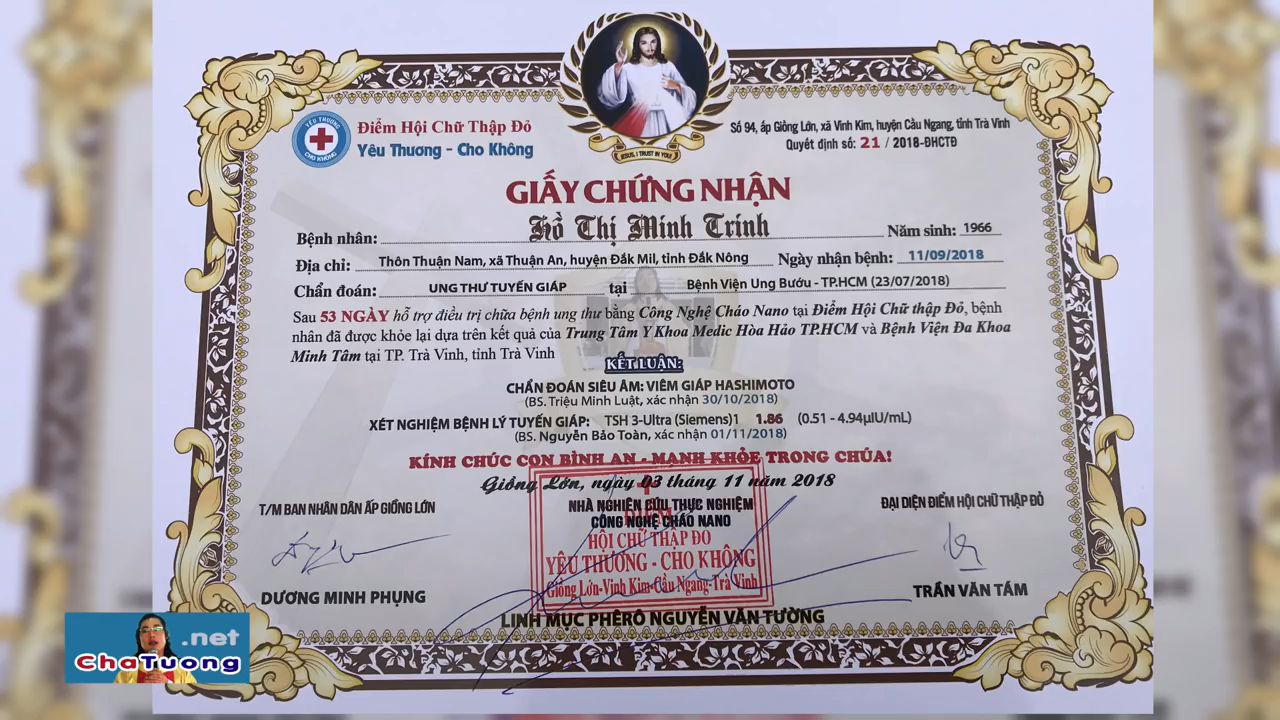 JESUS, I TRUST IN YOU!
YÊU THƯƠNG
CHO KHÔNG
Điểm Hội Chữ Thập Đỏ
Yêu Thương - Cho Không
Số 94, ấp Giồng Lớn, xã Vinh Kim, huyện Cầu Ngang, tỉnh Trà Vinh
Quyết định số: 21 / 2018-ĐHCTĐ
GIẤY CHỨNG NHẬN
Bệnh nhân: Hồ Thị Minh Trinh Năm sinh: 1966
Địa chỉ: Thôn Thuận Nam, xã Thuận An, huyện Đắk Mil, tỉnh Đắk Nông Ngày nhận bệnh: 11/09/2018
Chẩn đoán: UNG THƯ TUYẾN GIÁP tại Bệnh Viện Ung Bướu - TP.HCM (23/07/2018)
Sau 53 NGÀY hỗ trợ điều trị chữa bệnh ung thư bằng Công Nghệ Cháo Nano tại Điểm Hội Chữ thập Đỏ, bệnh
nhân đã được khỏe lại dựa trên kết quả của Trung Tâm Y Khoa Medic Hòa Hảo TP.HCM và Bệnh Viện Đa Khoa
Minh Tâm tại TP. Trà Vinh, tỉnh Trà Vinh
KẾT LUẬN:
CHẨN ĐOÁN SIÊU ÂM: VIÊM GIÁP HASHIMOTO
(BS. Triệu Minh Luật, xác nhận 30/10/2018)
XÉT NGHIỆM BỆNH LÝ TUYẾN GIÁP: TSH 3-Ultra (Siemens)1 1.86 (0.51 - 4.94µIU/mL)
(BS. Nguyễn Bảo Toàn, xác nhận 01/11/2018)
KÍNH CHÚC CON BÌNH AN - MẠNH KHỎE TRONG CHÚA!
Giồng Lớn, ngày 03 tháng 11 năm 2018
T/M BAN NHÂN DÂN ẤP GIỒNG LỚN
NHÀ NGHIÊN CỨU THỰC NGHIỆM
CÔNG NGHỆ CHÁO NANO
ĐẠI DIỆN ĐIỂM HỘI CHỮ THẬP ĐỎ
ĐIỂM
HỘI CHỮ THẬP ĐỎ
YÊU THƯƠNG - CHO KHÔNG
Giồng Lớn-Vinh Kim-Cầu Ngang-Trà Vinh
DƯƠNG MINH PHỤNG
LINH MỤC PHÊRÔ NGUYỄN VĂN TƯỜNG
TRẦN VĂN TÁM
.net
ChaTuong